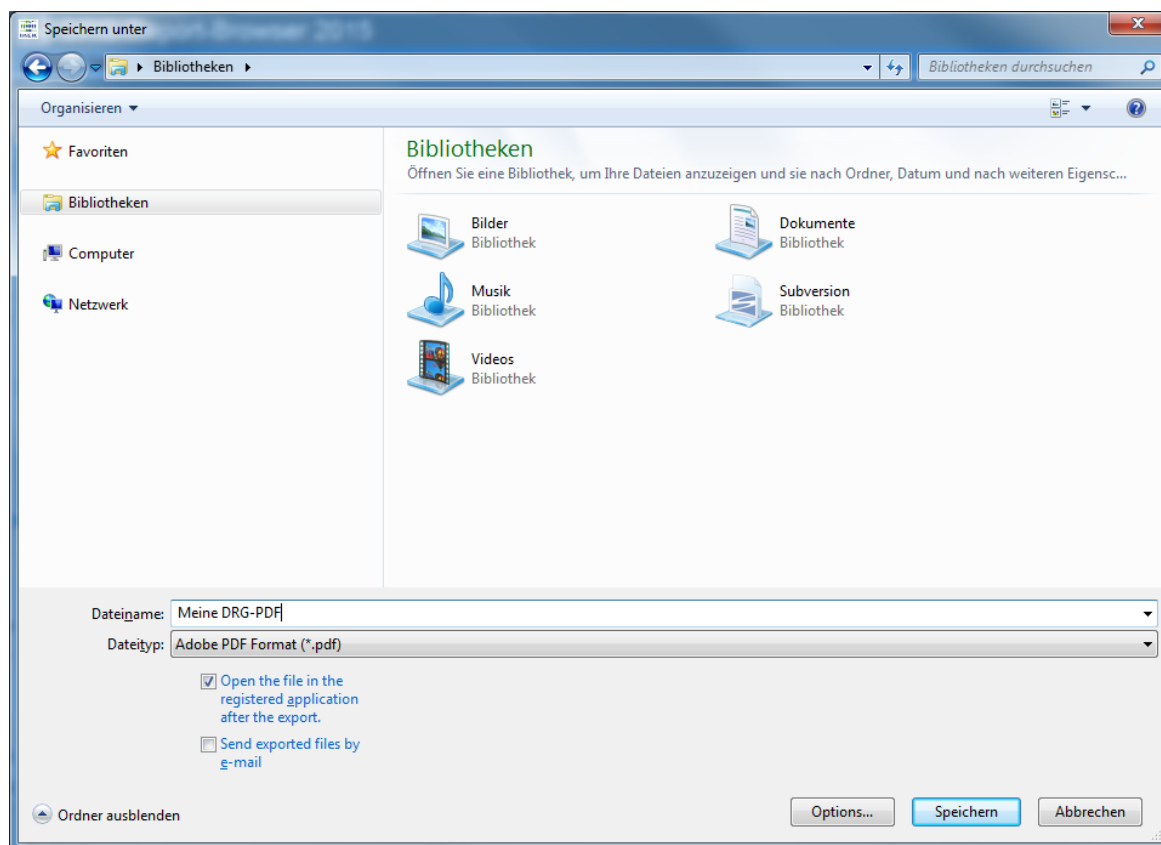 Speichern unter
port-Browser 2015
Bibliotheken
Bibliotheken durchsuchen
Organisieren
Favoriten
Bibliotheken
Computer
Netzwerk
Bibliotheken
Öffnen Sie eine Bibliothek, um Ihre Dateien anzuzeigen und sie nach Ordner, Datum und nach weiteren Eigensc...
Bilder
Bibliothek
Dokumente
Bibliothek
Musik
Bibliothek
Subversion
Bibliothek
Videos
Bibliothek
Dateiname: Meine DRG-PDF
Dateityp: Adobe PDF Format (*.pdf)
Open the file in the
registered application
after the export.
Send exported files by
e-mail
Ordner ausblenden
Options...
Speichern
Abbrechen